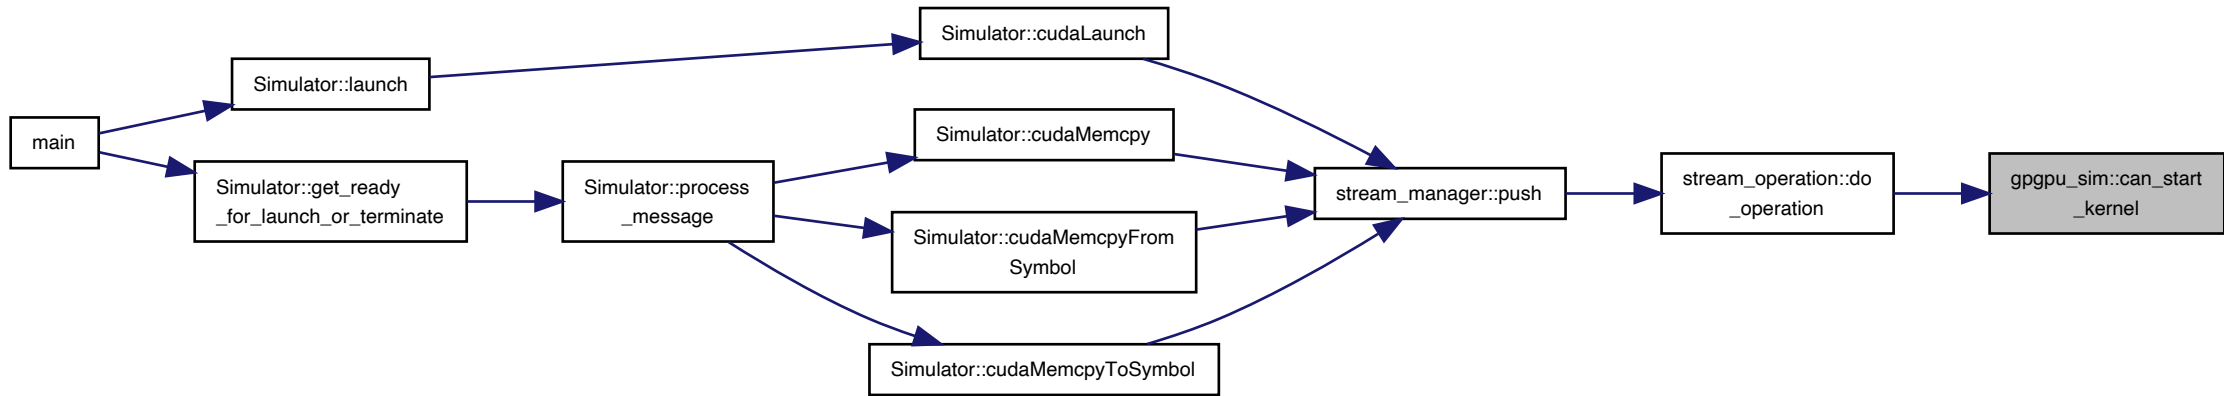 main
Simulator::launch
Simulator::get_ready
_for_launch_or_terminate
Simulator::process
_message
Simulator::cudaLaunch
Simulator::cudaMemcpy
Simulator::cudaMemcpyFrom
Symbol
Simulator::cudaMemcpyToSymbol
stream_manager::push
stream_operation::do
_operation
gpgpu_sim::can_start
_kernel